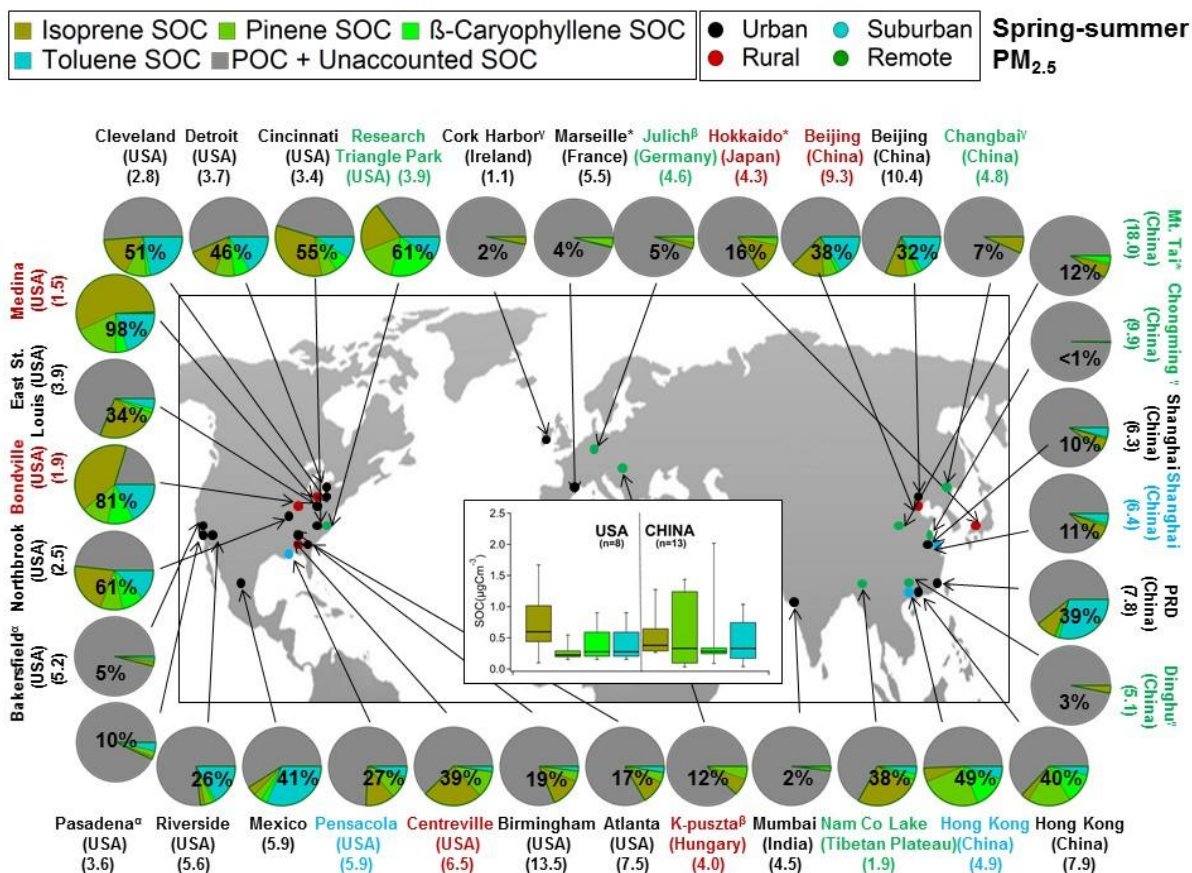 Isoprene SOC Pinene SOC ß-Caryophyllene SOC
Toluene SOC POC + Unaccounted SOC
Urban Suburban
Rural Remote
Spring-summer
PM2.5
Cleveland
(USA)
(2.8)
Detroit
(USA)
(3.7)
Cincinnati
(USA)
(3.4)
Research
Triangle Park
(USA) (3.9)
Cork Harborᵞ
(Ireland)
(1.1)
Marseille*
(France)
(5.5)
Julichᵝ
(Germany)
(4.6)
Hokkaido*
(Japan)
(4.3)
Beijing
(China)
(9.3)
Beijing
(China)
(10.4)
Changbaiᵞ
(China)
(4.8)
51%
46%
55%
61%
2%
4%
5%
16%
38%
32%
7%
Medina
(USA)
(1.5)
98%
East St.
Louis (USA)
(3.9)
34%
Bondville
(USA)
(1.9)
81%
Northbrook
(USA)
(2.5)
61%
Bakersfieldᵅ
(USA)
(5.2)
5%
10%
Mt. Tai*
(China)
(18.0)
12%
Chongmingᵞ
(China)
(9.9)
<1%
Shanghai
(China)
(6.3)
10%
Shanghai
(China)
(6.4)
11%
PRD
(China)
(7.8)
39%
Dinghuᵞ
(China)
(5.1)
3%
USA
(n=8)
CHINA
(n=13)
SOC(µgCm-3)
2.0
1.5
1.0
0.5
0.0
26%
41%
27%
39%
19%
17%
12%
2%
38%
49%
40%
Pasadenaᵅ
(USA)
(3.6)
Riverside
(USA)
(5.6)
Mexico
(5.9)
Pensacola
(USA)
(5.9)
Centreville
(USA)
(6.5)
Birmingham
(USA)
(13.5)
Atlanta
(USA)
(7.5)
K-pusztaᵝ
(Hungary)
(4.0)
Mumbai
(India)
(4.5)
Nam Co Lake
(Tibetan Plateau)
(1.9)
Hong Kong
(China)
(4.9)
Hong Kong
(China)
(7.9)